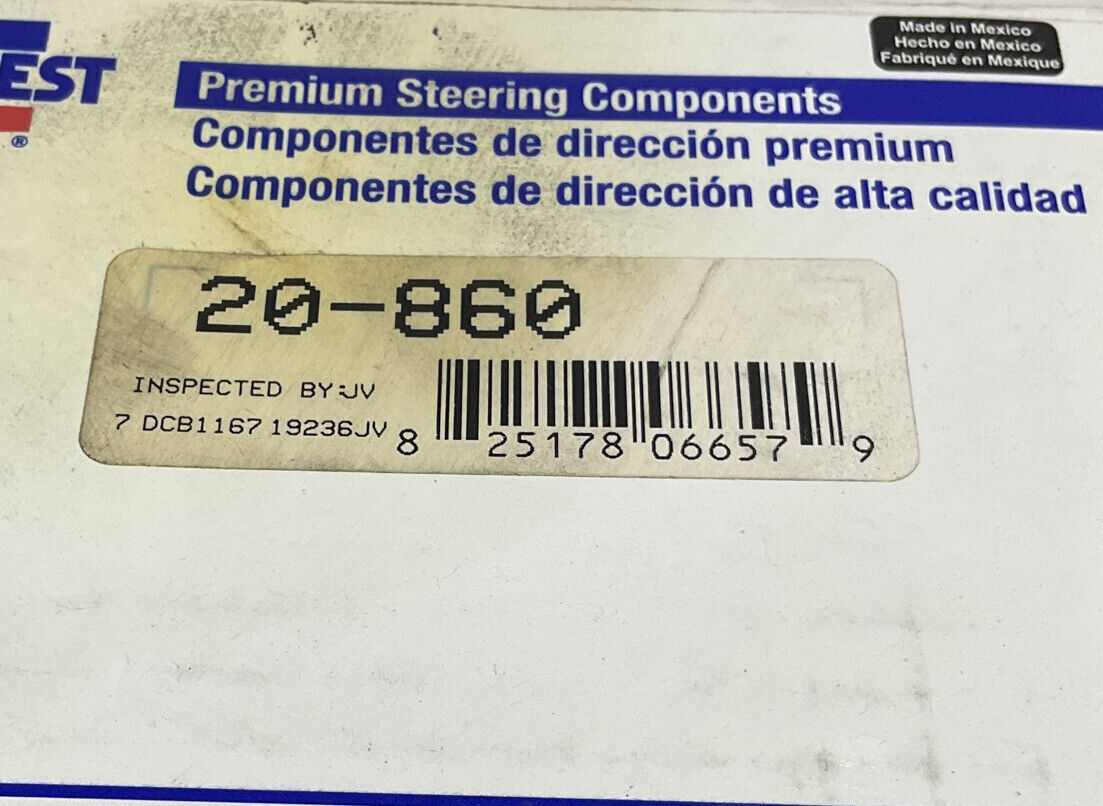 Made in Mexico
Hecho en Mexico
Fabriqué en Mexique
EST
®
Premium Steering Components
Componentes de dirección premium
Componentes de dirección de alta calidad
20-860
INSPECTED BY:JV
7 DCB1167 19236JV
8 25178 06657 9